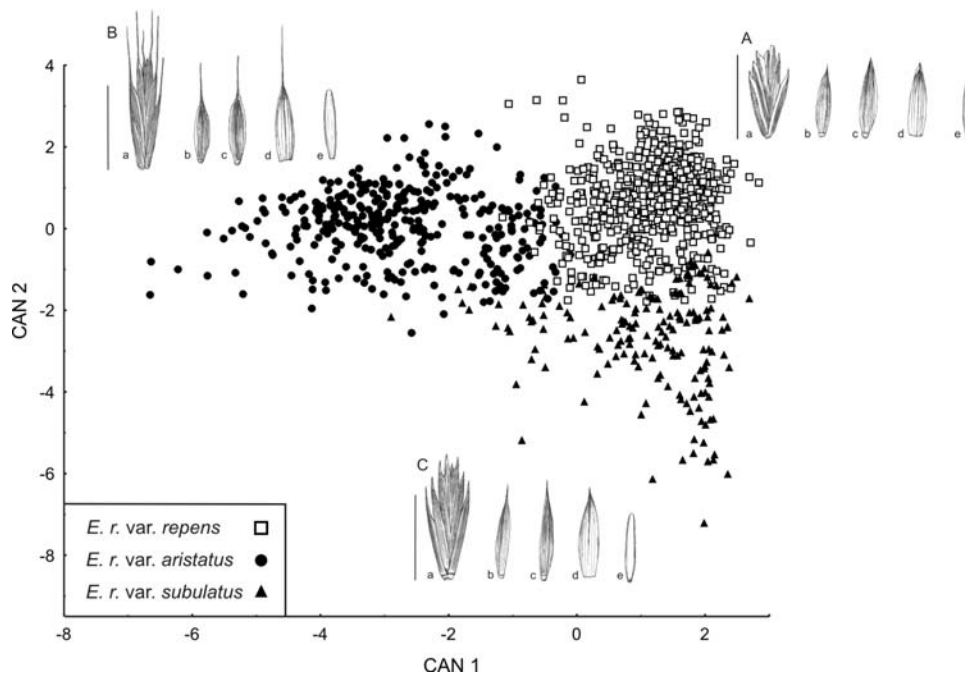 B
a b c d e
A
a b c d e
4
2
0
-2
-4
-6
-8
CAN 2
C
a b c d e
E. r. var. repens
E. r. var. aristatus
E. r. var. subulatus
-8 -6 -4 -2 0 2
CAN 1